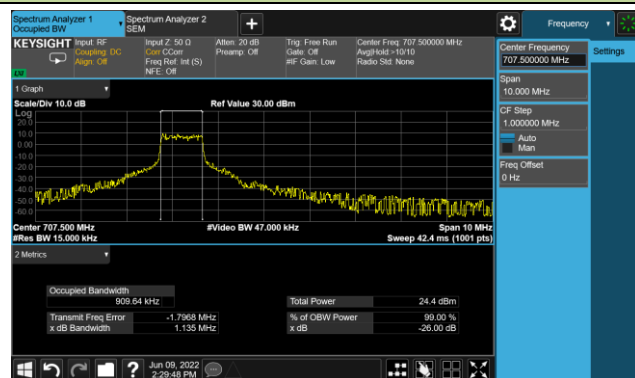 Spectrum Analyzer 1
Occupied BW
Spectrum Analyzer 2
SEM
Frequency
KEYSIGHT
Input: RF
Coupling: DC
Align: Off
Input Z: 50 Ω
Corr CCorr
Freq Ref: Int (S)
NFE: Off
Atten: 20 dB
Preamp: Off
Trig: Free Run
Gate: Off
#IF Gain: Low
Center Freq: 707.500000 MHz
Avg|Hold:>10/10
Radio Std: None
Center Frequency
707.500000 MHz
Settings
Span
10.000 MHz
CF Step
1.000000 MHz
Auto
Man
Freq Offset
0 Hz
1 Graph
Scale/Div 10.0 dB
Ref Value 30.00 dBm
Log
20.0
10.0
0.00
-10.0
-20.0
-30.0
-40.0
-50.0
-60.0
Center 707.500 MHz
#Video BW 47.000 kHz
Span 10 MHz
#Res BW 15.000 kHz
Sweep 42.4 ms (1001 pts)
2 Metrics
Occupied Bandwidth
909.64 kHz
Total Power
24.4 dBm
Transmit Freq Error
-1.7968 MHz
% of OBW Power
99.00 %
x dB Bandwidth
1.135 MHz
x dB
-26.00 dB
Jun 09, 2022
2:29:48 PM